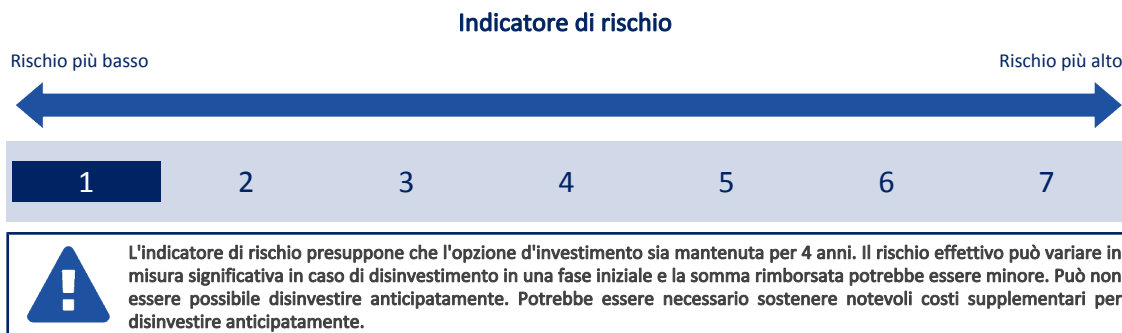 Indicatore di rischio
Rischio più basso
Rischio più alto
1 2 3 4 5 6 7
L'indicatore di rischio presuppone che l'opzione d'investimento sia mantenuta per 4 anni. Il rischio effettivo può variare in
misura significativa in caso di disinvestimento in una fase iniziale e la somma rimborsata potrebbe essere minore. Può non
essere possibile disinvestire anticipatamente. Potrebbe essere necessario sostenere notevoli costi supplementari per
disinvestire anticipatamente.